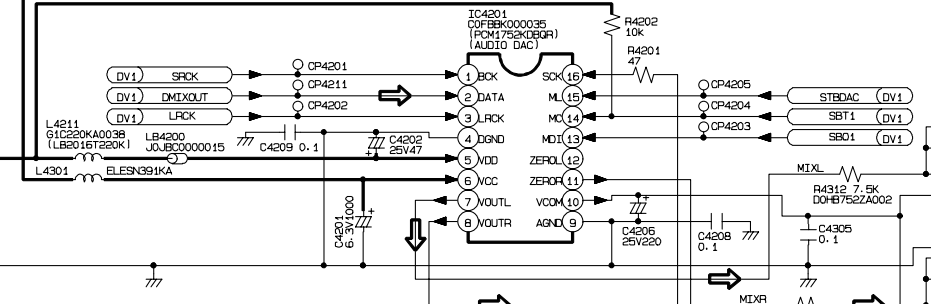 IC4201
C0FBBK000035
(PCM1752KDBQR)
(AUDIO DAC)
R4202
10k
R4201
47
DV1 SRCK
CP4201
1 BCK
SCK 16
DV1 DMIXOUT
CP4211
2 DATA
ML 15
CP4205
STBDAC DV1
DV1 LRCK
CP4202
3 LRCK
MC 14
CP4204
SBT1 DV1
L4211
G1C220KA0038
(LB2016T220K)
LB4200
J0JBC0000015
C4209 0.1
C4202
25V47
4 DGND
MDI 13
CP4203
SBO1 DV1
5 VDD
ZEROL 12
L4301
ELESN391KA
6 VCC
ZEROR 11
MIXL
R4312 7.5K
D0HB752ZA002
7 VOUTL
VCOM 10
C4201
6.3V1000
8 VOUTR
AGND 9
C4206
25V220
C4208
0.1
C4305
0.1
MIXR